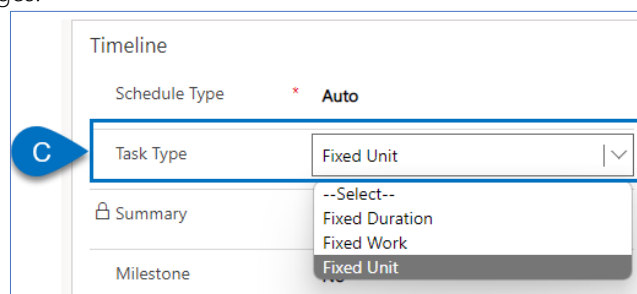 Timeline
Schedule Type * Auto
C Task Type Fixed Unit
--Select--
Summary
Fixed Duration
Fixed Work
Milestone Fixed Unit